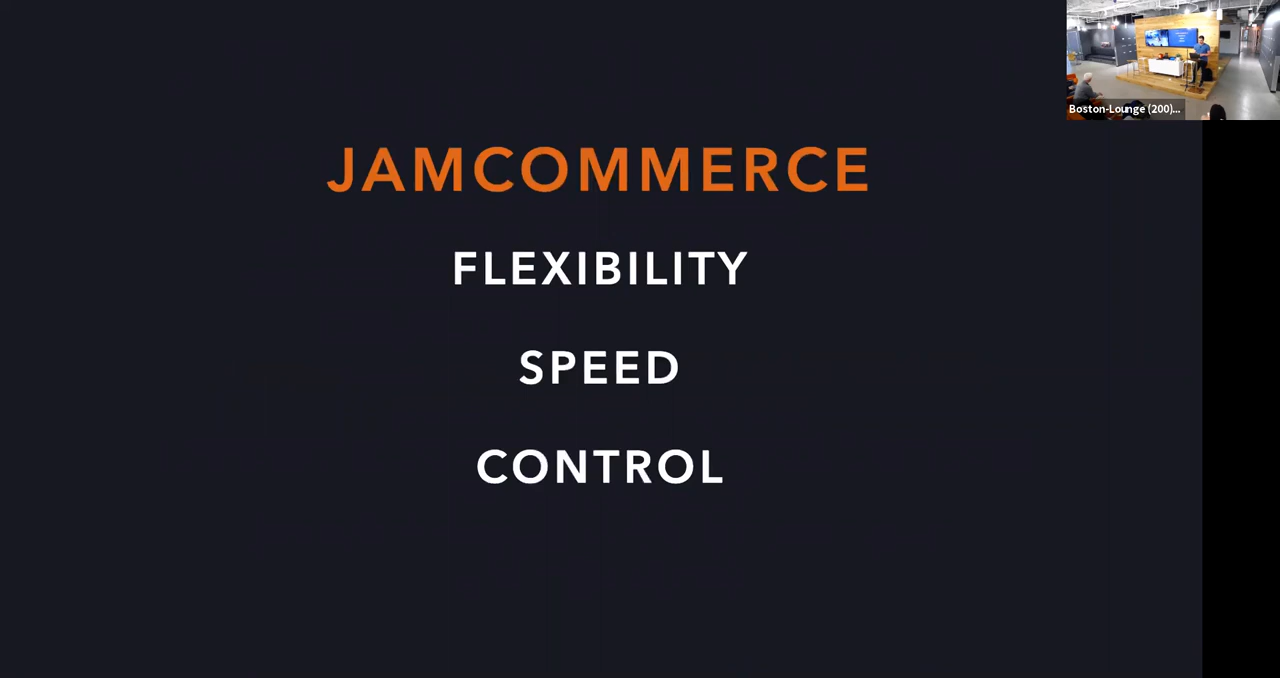 JAMCOMMERCE
FLEXIBILITY
SPEED
CONTROL
Boston-Lounge (200)...